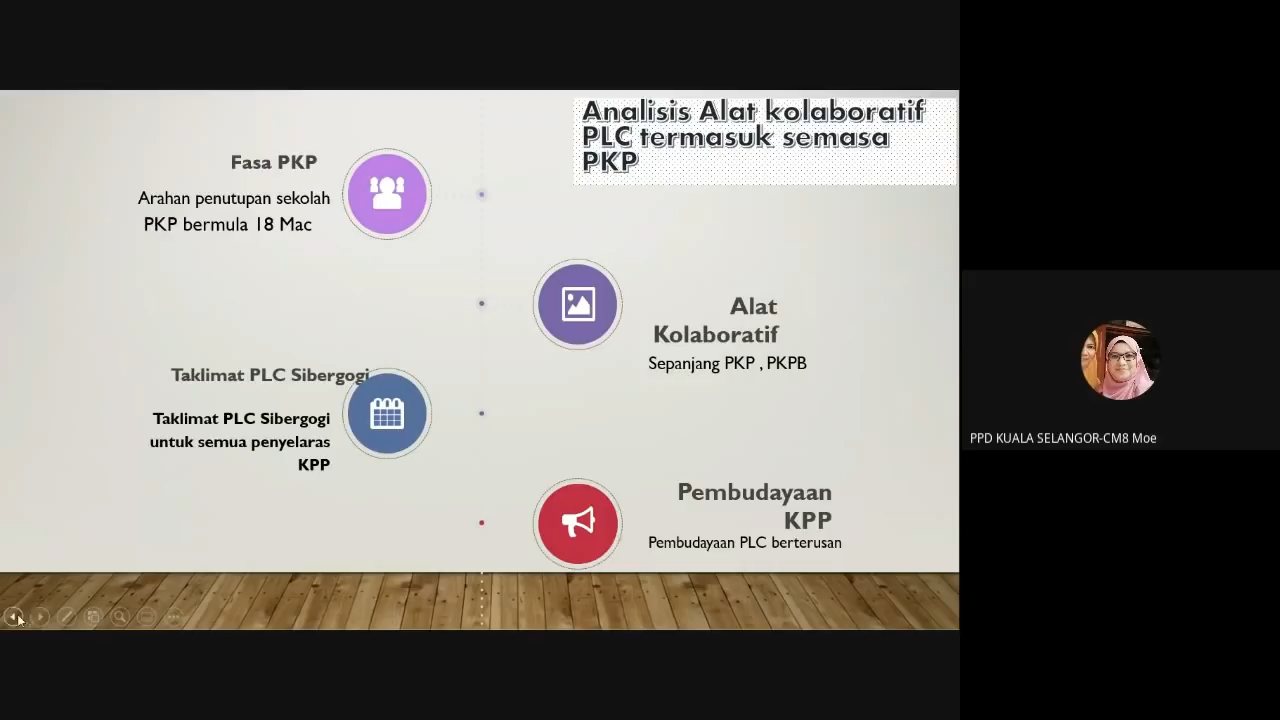 Analisis Alat kolaboratif
PLC termasuk semasa
PKP
Fasa PKP
Arahan penutupan sekolah
PKP bermula 18 Mac
Alat
Kolaboratif
Sepanjang PKP , PKPB
Taklimat PLC Sibergogi
Taklimat PLC Sibergogi
untuk semua penyelaras
KPP
Pembudayaan
KPP
Pembudayaan PLC berterusan
PPD KUALA SELANGOR-CM8 Moe